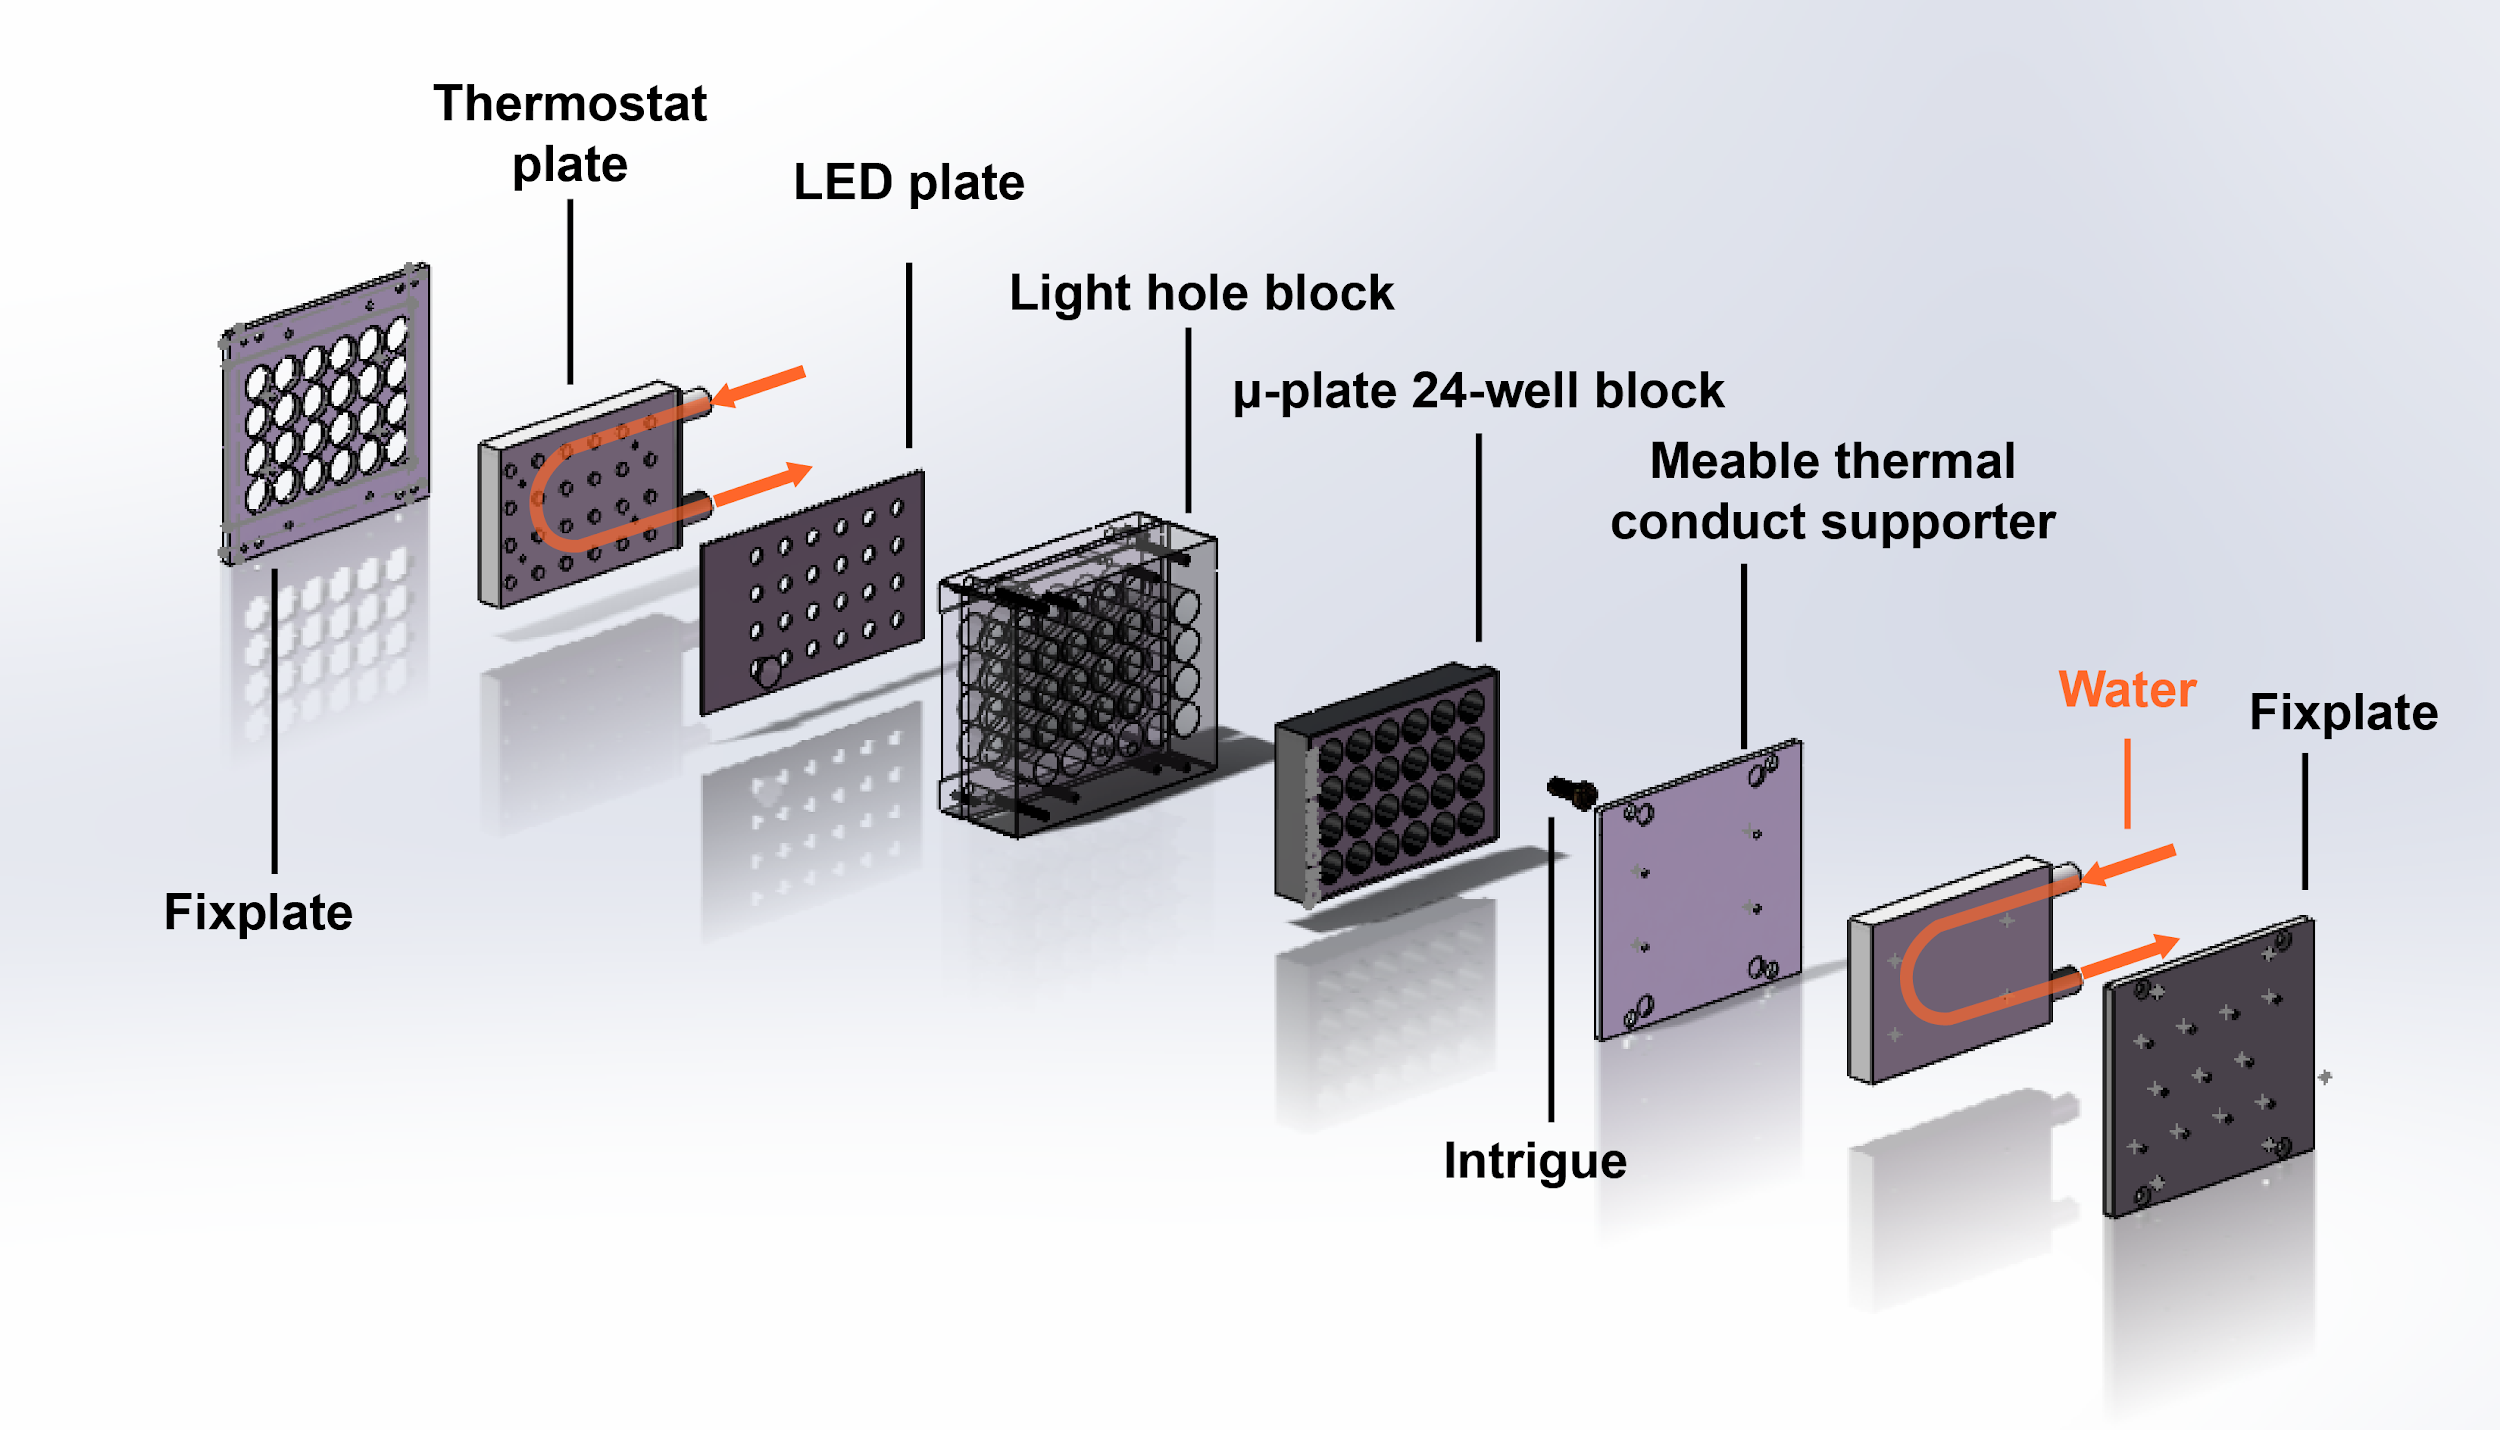 Thermostat
plate
LED plate
Light hole block
µ-plate 24-well block
Meable thermal
conduct supporter
Water
Fixplate
Fixplate
Intrigue